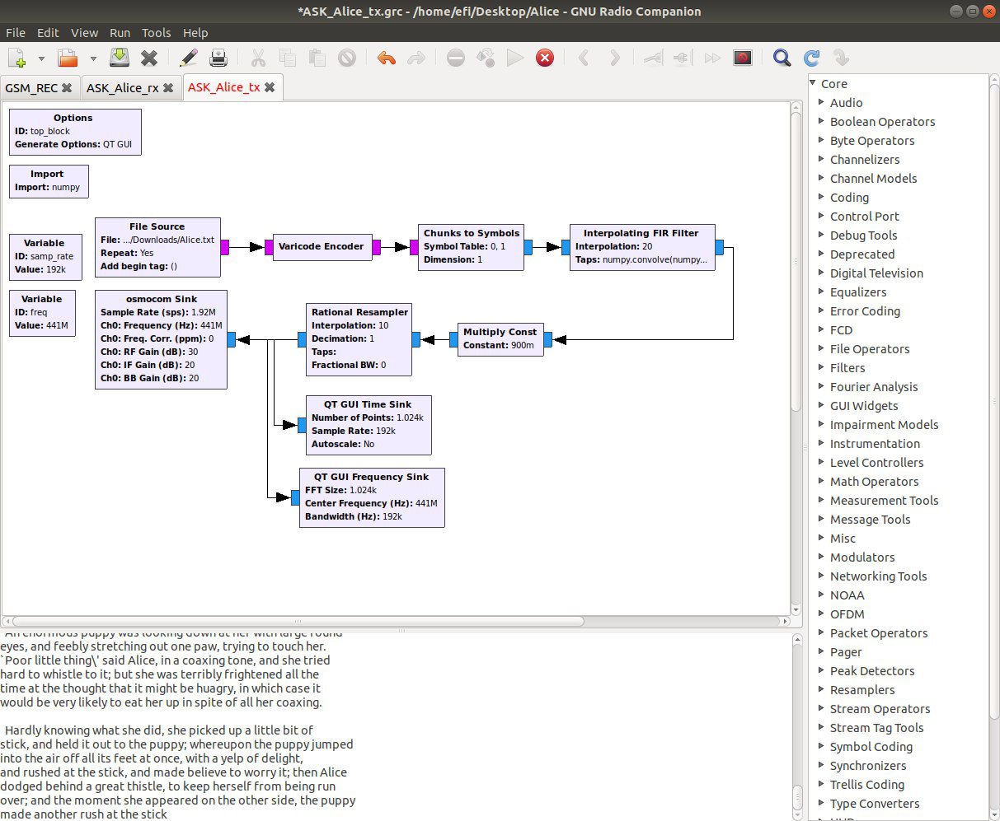 *ASK_Alice_tx.grc - /home/efi/Desktop/Alice - GNU Radio Companion
File Edit View Run Tools Help
GSM_REC ASK_Alice_rx ASK_Alice_tx
Options
ID: top_block
Generate Options: QT GUI
Import
Import: numpy
Variable
ID: samp_rate
Value: 192k
File Source
File: .../Downloads/Alice.txt
Repeat: Yes
Add begin tag: ()
Varicode Encoder
Chunks to Symbols
Symbol Table: 0, 1
Dimension: 1
Interpolating FIR Filter
Interpolation: 20
Taps: numpy.convolve(numpy...
Variable
ID: freq
Value: 441M
osmocom Sink
Sample Rate (sps): 1.92M
Ch0: Frequency (Hz): 441M
Ch0: Freq. Corr. (ppm): 0
Ch0: RF Gain (dB): 30
Ch0: IF Gain (dB): 20
Ch0: BB Gain (dB): 20
Rational Resampler
Interpolation: 10
Decimation: 1
Taps:
Fractional BW: 0
Multiply Const
Constant: 900m
QT GUI Time Sink
Number of Points: 1.024k
Sample Rate: 192k
Autoscale: No
QT GUI Frequency Sink
FFT Size: 1.024k
Center Frequency (Hz): 441M
Bandwidth (Hz): 192k
An enormous puppy was looking down at her with large round
eyes, and feebly stretching out one paw, trying to touch her.
`Poor little thing\' said Alice, in a coaxing tone, and she tried
hard to whistle to it; but she was terribly frightened all the
time at the thought that it might be huagry, in which case it
would be very likely to eat her up in spite of all her coaxing.
Hardly knowing what she did, she picked up a little bit of
stick, and held it out to the puppy; whereupon the puppy jumped
into the air off all its feet at once, with a yelp of delight,
and rushed at the stick, and made believe to worry it; then Alice
dodged behind a great thistle, to keep herself from being run
over; and the moment she appeared on the other side, the puppy
made another rush at the stick
Core
Audio
Boolean Operators
Byte Operators
Channelizers
Channel Models
Coding
Control Port
Debug Tools
Deprecated
Digital Television
Equalizers
Error Coding
FCD
File Operators
Filters
Fourier Analysis
GUI Widgets
Impairment Models
Instrumentation
Level Controllers
Math Operators
Measurement Tools
Message Tools
Misc
Modulators
Networking Tools
NOAA
OFDM
Packet Operators
Pager
Peak Detectors
Resamplers
Stream Operators
Stream Tag Tools
Symbol Coding
Synchronizers
Trellis Coding
Type Converters